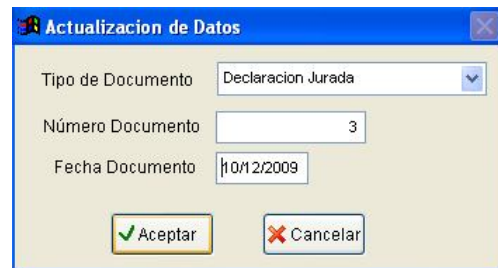 Actualizacion de Datos
Tipo de Documento Declaracion Jurada
Número Documento 3
Fecha Documento 10/12/2009
Aceptar Cancelar